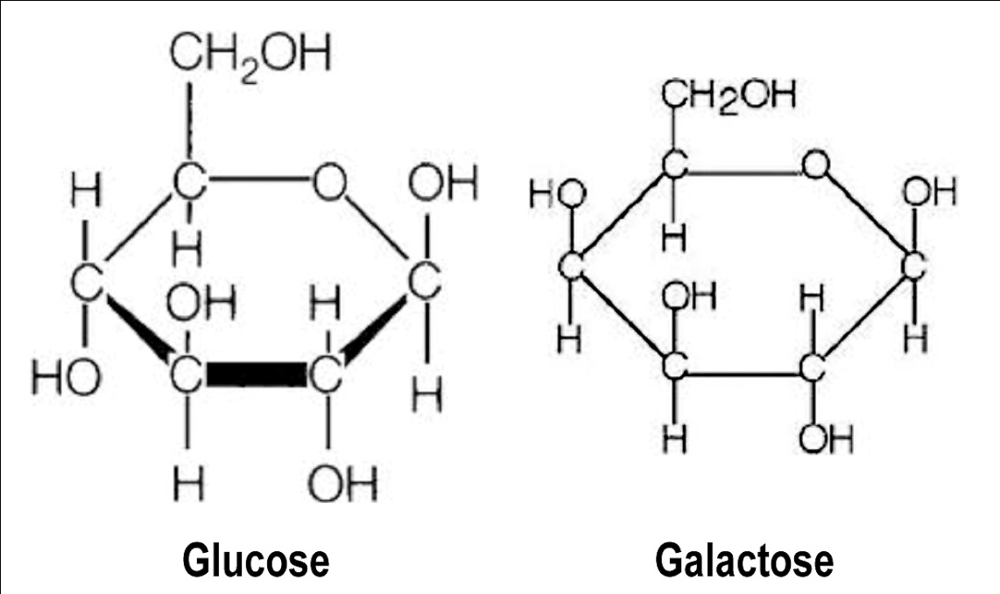 CH2OH
H C O OH
H
C C
OH H
HO C C H
H OH
Glucose
CH2OH
HO C O OH
H
C C
H OH H H
C C
H OH
Galactose